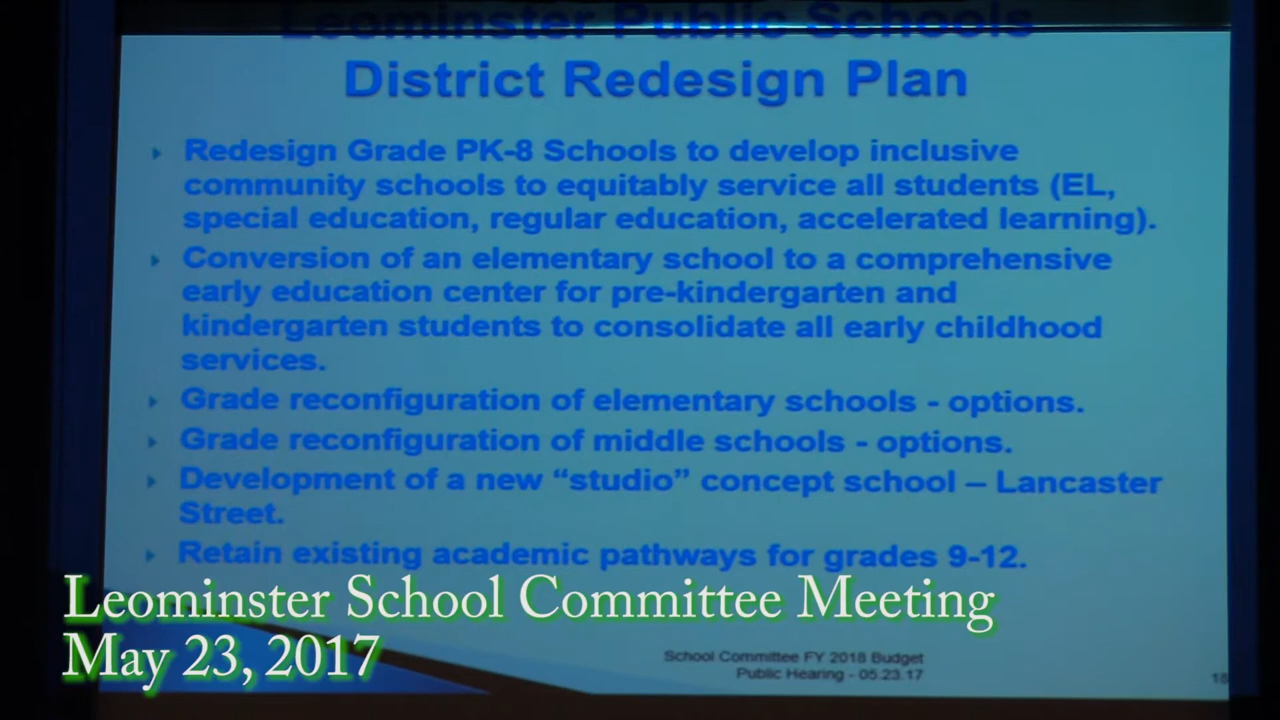 Leominster Public Schools
District Redesign Plan
Redesign Grade PK-8 Schools to develop inclusive
community schools to equitably service all students (EL,
special education, regular education, accelerated learning).
Conversion of an elementary school to a comprehensive
early education center for pre-kindergarten and
kindergarten students to consolidate all early childhood
services.
Grade reconfiguration of elementary schools - options.
Grade reconfiguration of middle schools - options.
Development of a new “studio” concept school – Lancaster
Street.
Retain existing academic pathways for grades 9-12.
Leominster School Committee Meeting
May 23, 2017
School Committee FY 2018 Budget
Public Hearing - 05.23.17
18